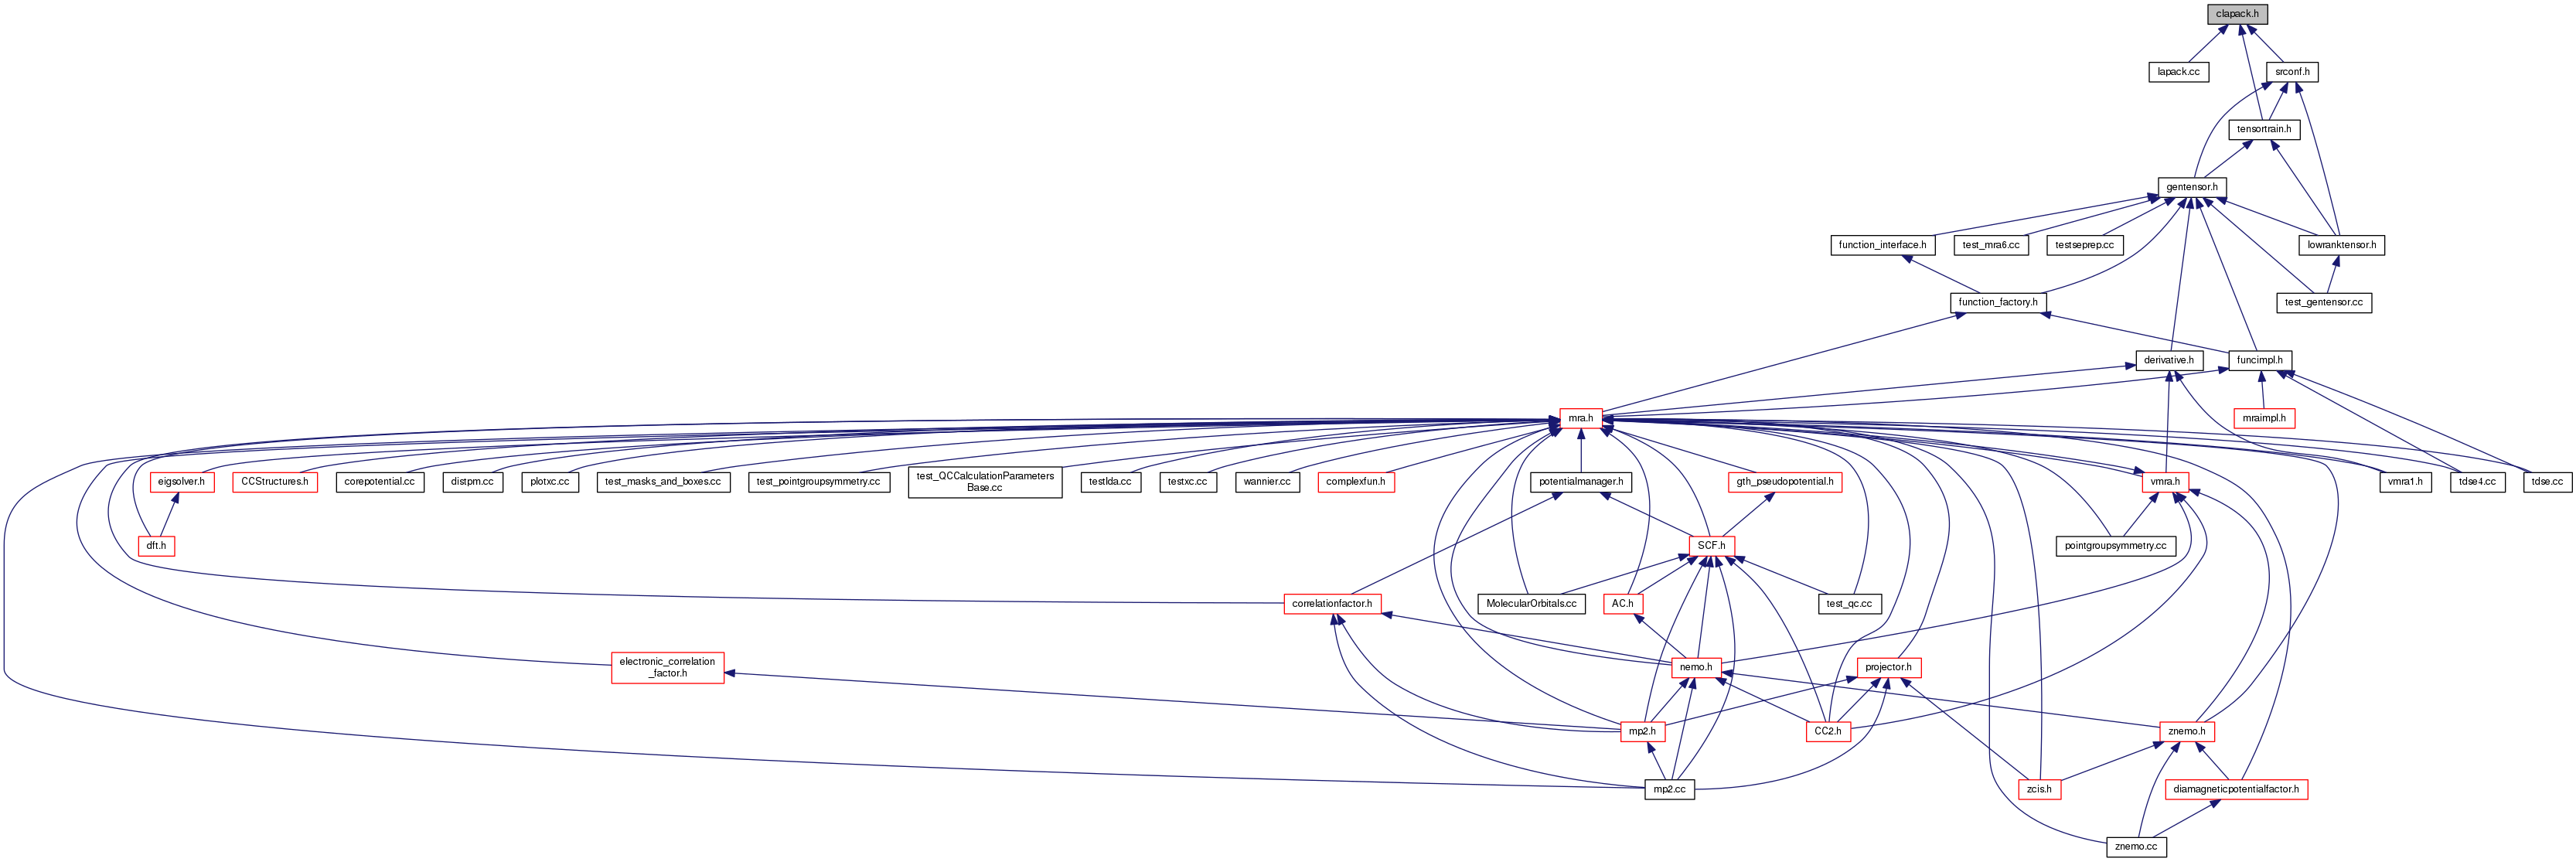 clapack.h
lapack.cc
srconf.h
tensortrain.h
gentensor.h
function_interface.h
test_mra6.cc
testseprep.cc
lowranktensor.h
function_factory.h
test_gentensor.cc
derivative.h
funcimpl.h
mra.h
mraimpl.h
eigsolver.h
CCStructures.h
corepotential.cc
distpm.cc
plotxc.cc
test_masks_and_boxes.cc
test_pointgroupsymmetry.cc
test_QCCalculationParameters
Base.cc
testlda.cc
testxc.cc
wannier.cc
complexfun.h
potentialmanager.h
gth_pseudopotential.h
vmra.h
vmra1.h
tdse4.cc
tdse.cc
dft.h
SCF.h
pointgroupsymmetry.cc
correlationfactor.h
MolecularOrbitals.cc
AC.h
test_qc.cc
electronic_correlation
_factor.h
nemo.h
projector.h
mp2.h
CC2.h
znemo.h
mp2.cc
zcis.h
diamagneticpotentialfactor.h
znemo.cc